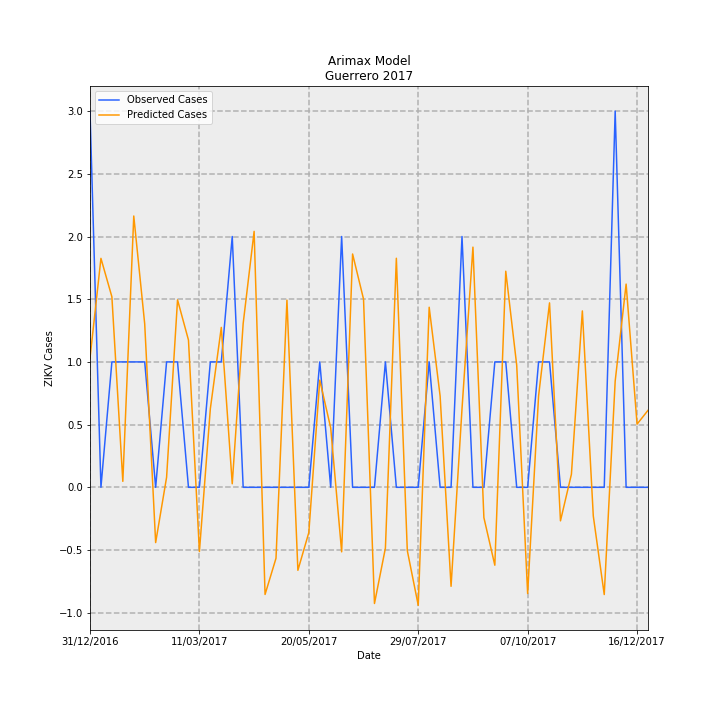 Arimax Model
Guerrero 2017
Observed Cases
Predicted Cases
3.0
2.5
2.0
1.5
1.0
0.5
0.0
−0.5
−1.0
ZIKV Cases
31/12/2016 11/03/2017 20/05/2017 29/07/2017 07/10/2017 16/12/2017
Date